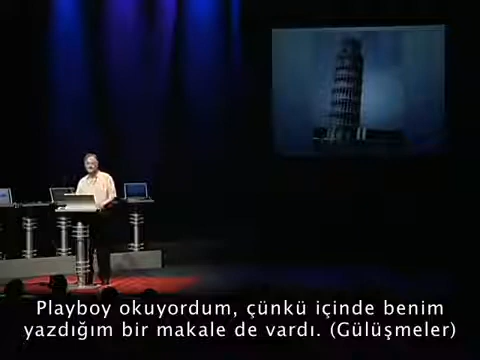 Playboy okuyordum, çünkü içinde benim
yazdığım bir makale de vardı. (Gülüşmeler)